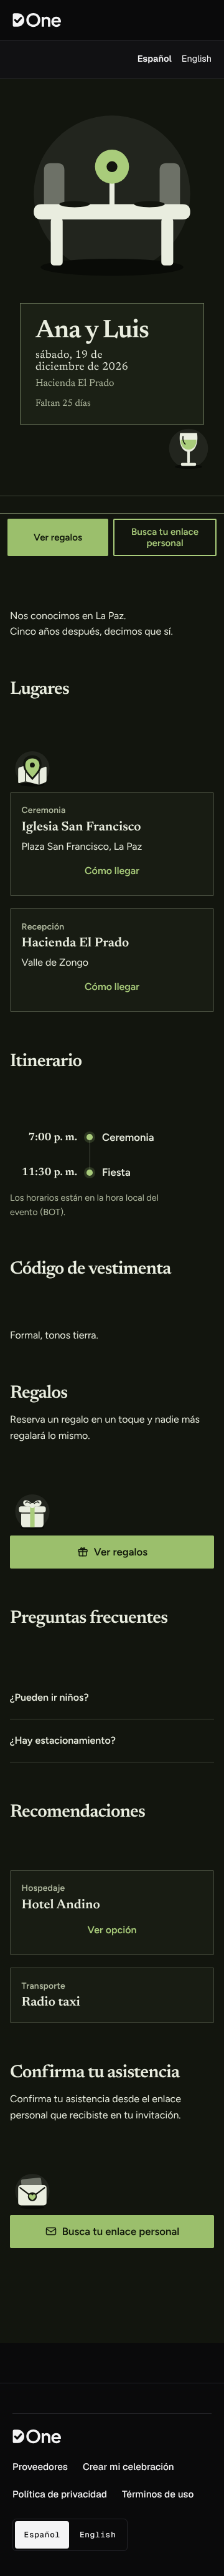 One
Español English
Ana y Luis
sábado, 19 de
diciembre de 2026
Hacienda El Prado
Faltan 25 días
Ver regalos
Busca tu enlace
personal
Nos conocimos en La Paz.
Cinco años después, decimos que sí.
Lugares
Ceremonia
Iglesia San Francisco
Plaza San Francisco, La Paz
Cómo llegar
Recepción
Hacienda El Prado
Valle de Zongo
Cómo llegar
Itinerario
7:00 p. m. Ceremonia
11:30 p. m. Fiesta
Los horarios están en la hora local del
evento (BOT).
Código de vestimenta
Formal, tonos tierra.
Regalos
Reserva un regalo en un toque y nadie más
regalará lo mismo.
Ver regalos
Preguntas frecuentes
¿Pueden ir niños?
¿Hay estacionamiento?
Recomendaciones
Hospedaje
Hotel Andino
Ver opción
Transporte
Radio taxi
Confirma tu asistencia
Confirma tu asistencia desde el enlace
personal que recibiste en tu invitación.
Busca tu enlace personal
One
Proveedores Crear mi celebración
Política de privacidad Términos de uso
Español English